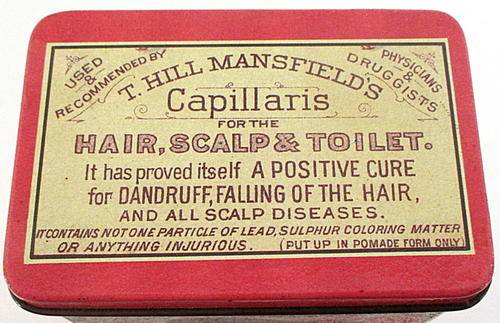 USED & RECOMMENDED BY
PHYSICIANS & DRUGGISTS
T. HILL MANSFIELD'S
Capillaris
FOR THE
HAIR, SCALP & TOILET.
It has proved itself A POSITIVE CURE
for DANDRUFF, FALLING OF THE HAIR,
AND ALL SCALP DISEASES.
IT CONTAINS NOT ONE PARTICLE OF LEAD, SULPHUR COLORING MATTER
OR ANYTHING INJURIOUS. (PUT UP IN POMADE FORM ONLY)